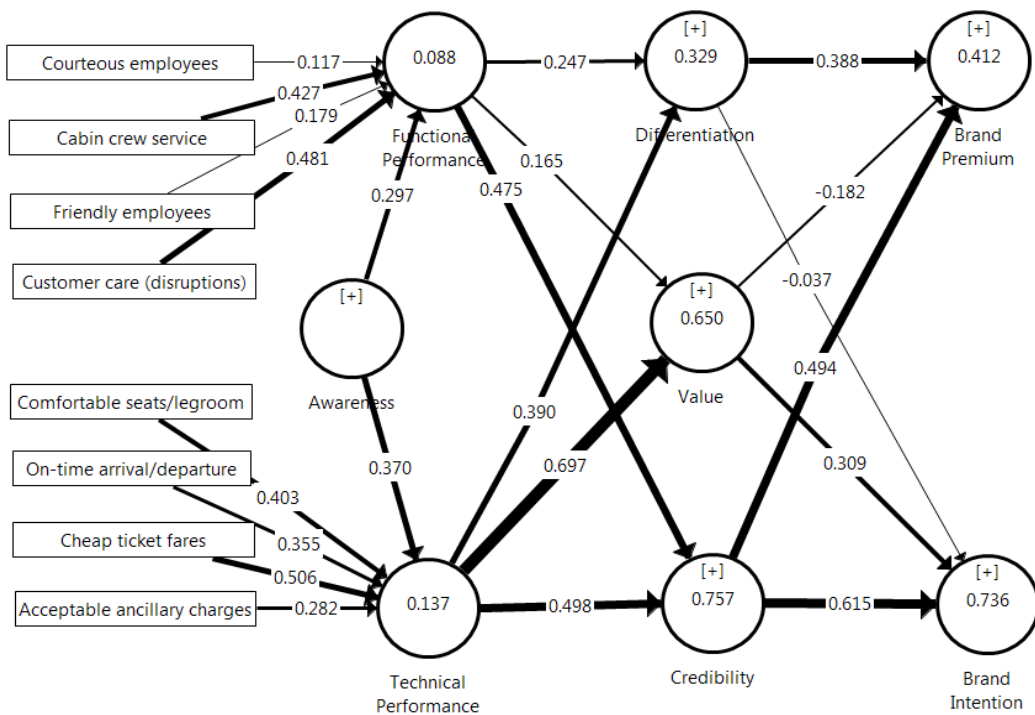 [+]
[+]
Courteous employees
0.117
0.088
0.247
0.329
0.388
0.412
0.427
0.179
Cabin crew service
Functional
Performance
Differentiation
Brand
Premium
0.481
0.165
0.475
-0.182
Friendly employees
0.297
Customer care (disruptions)
[+]
[+]
-0.037
0.650
0.494
Comfortable seats/legroom
Awareness
Value
0.390
On-time arrival/departure
0.370
0.697
0.309
0.403
Cheap ticket fares
0.355
0.506
[+]
[+]
Acceptable ancillary charges
0.282
0.137
0.498
0.757
0.615
0.736
Technical
Performance
Credibility
Brand
Intention